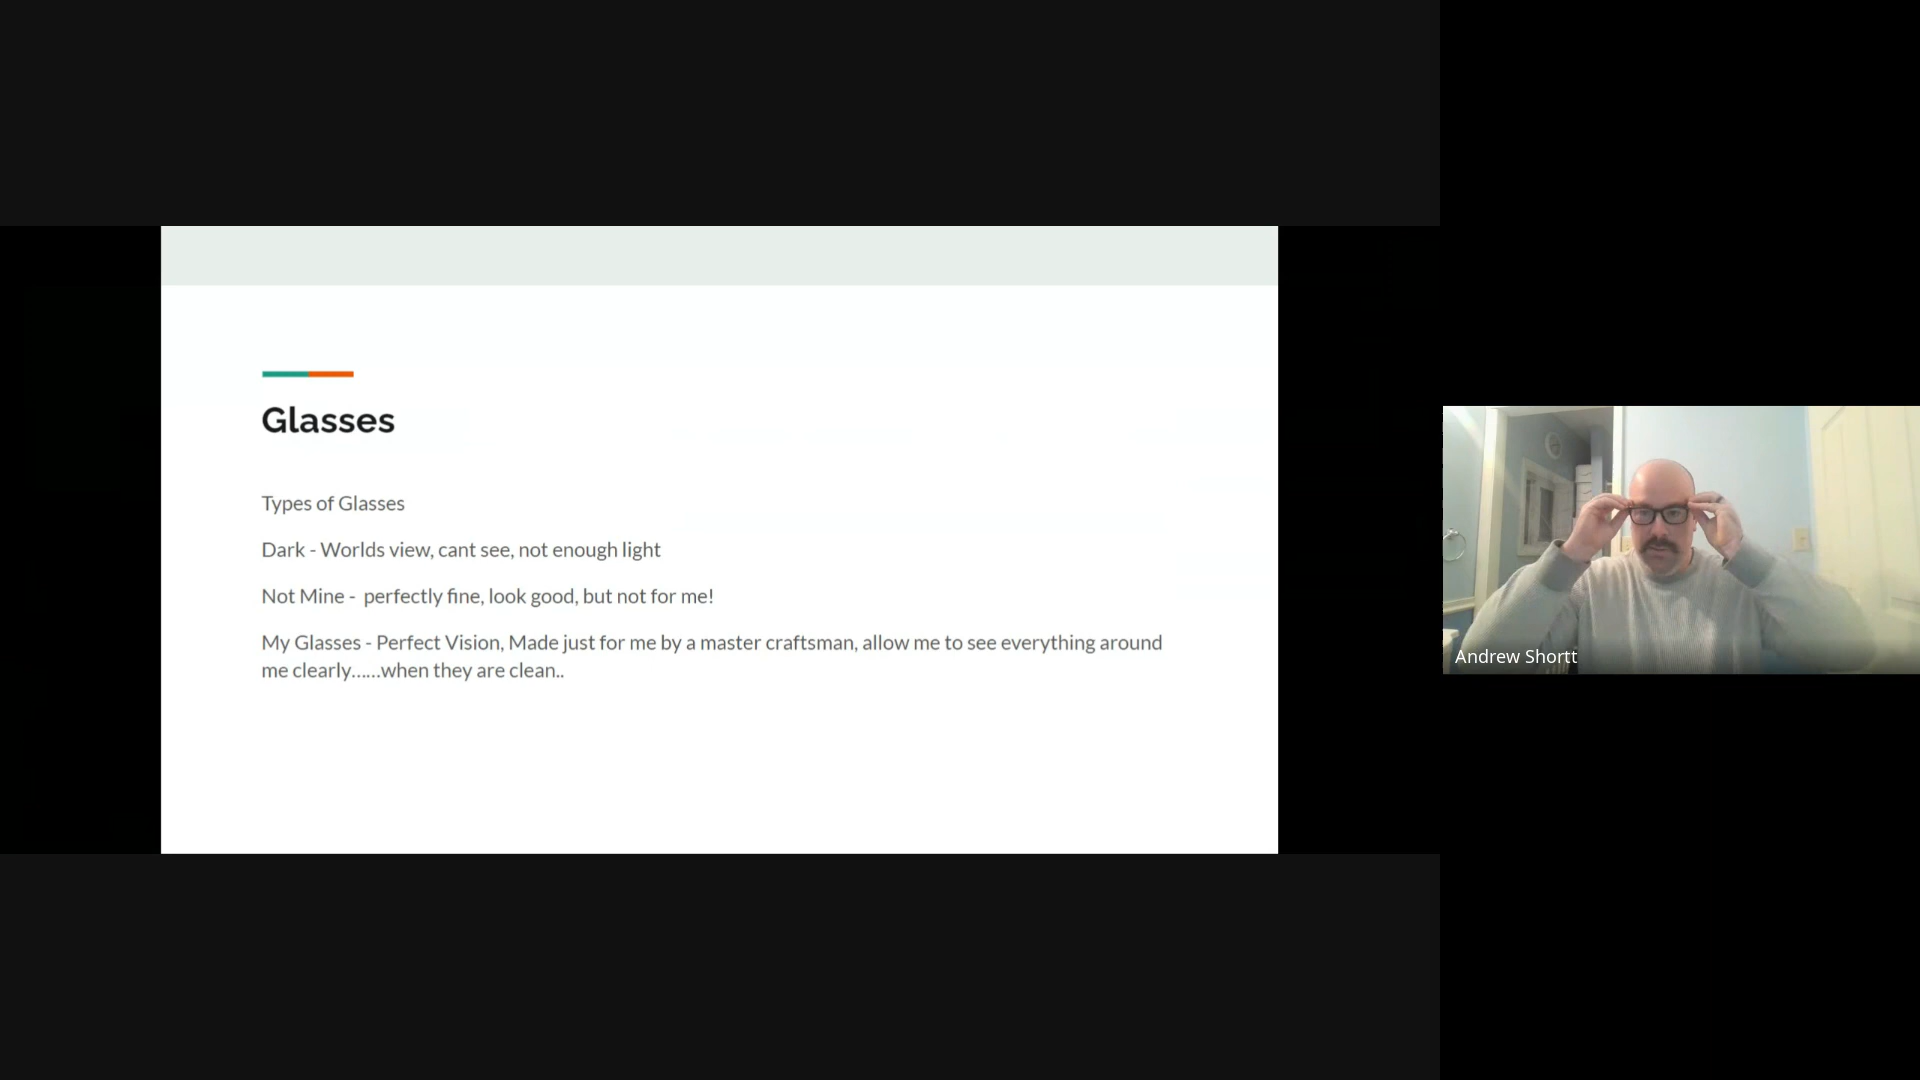 Glasses
Types of Glasses
Dark - Worlds view, cant see, not enough light
Not Mine -  perfectly fine, look good, but not for me!
My Glasses - Perfect Vision, Made just for me by a master craftsman, allow me to see everything around
me clearly......when they are clean..
Andrew Shortt